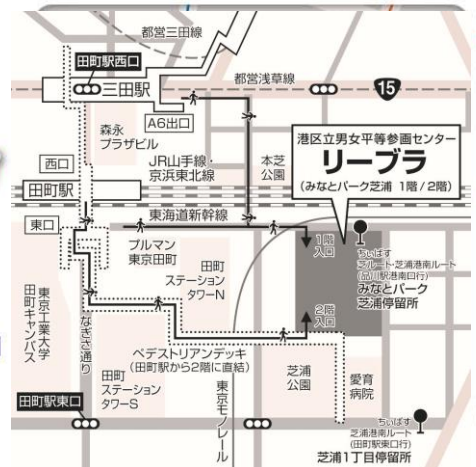 都営三田線
田町駅西口
三田駅
都営浅草線
15
A6出口
森永
プラザビル
西口
JR山手線・
京浜東北線
本芝
公園
港区立男女平等参画センター
リーブラ
(みなとパーク芝浦 1階/2階)
田町駅
東海道新幹線
東口
プルマン
東京田町
1階
入口
ちぃばす
芝ルート・芝浦港南ルート
(品川駅港南口行)
みなとパーク
芝浦停留所
田町
ステーション
タワーN
2階
入口
東京工業大学
田町キャンパス
なぎさ通り
ペデストリアンデッキ
(田町駅から2階に直結)
田町
ステーション
タワーS
東京モノレール
芝浦
公園
愛育
病院
田町駅東口
ちぃばす
芝浦港南ルート
(田町駅東口行)
芝浦1丁目停留所